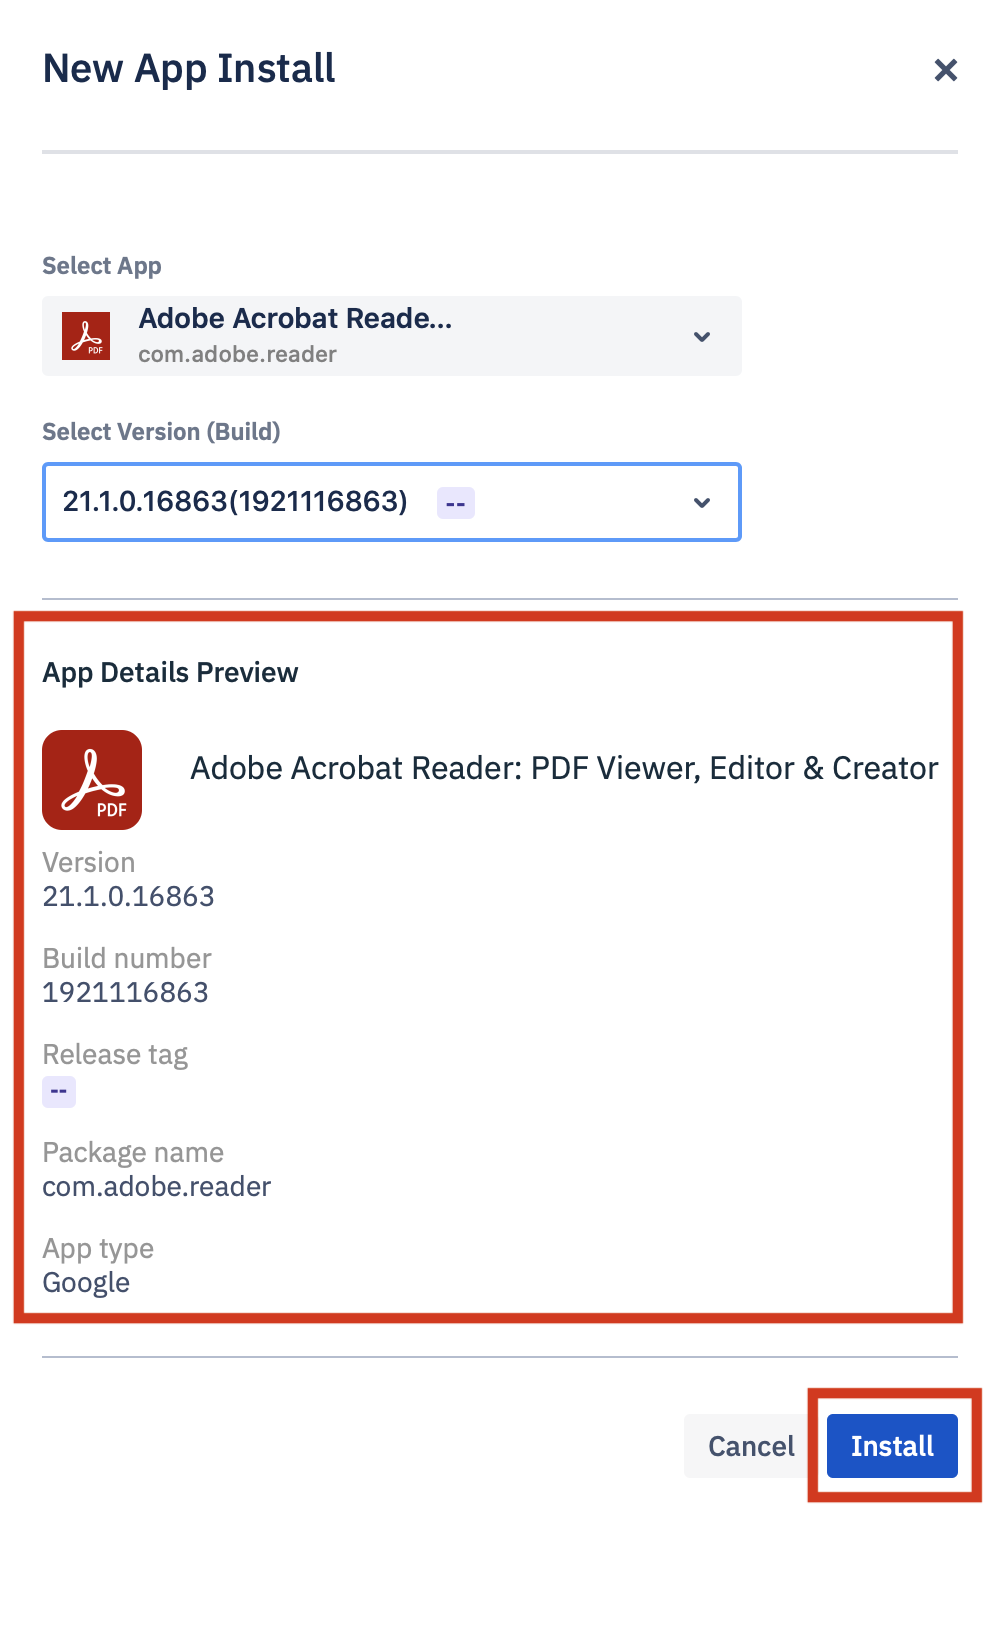 New App Install
Select App
Adobe Acrobat Reade...
PDF
com.adobe.reader
Select Version (Build)
21.1.0.16863(1921116863) --
App Details Preview
Adobe Acrobat Reader: PDF Viewer, Editor & Creator
PDF
Version
21.1.0.16863
Build number
1921116863
Release tag
--
Package name
com.adobe.reader
App type
Google
Cancel Install